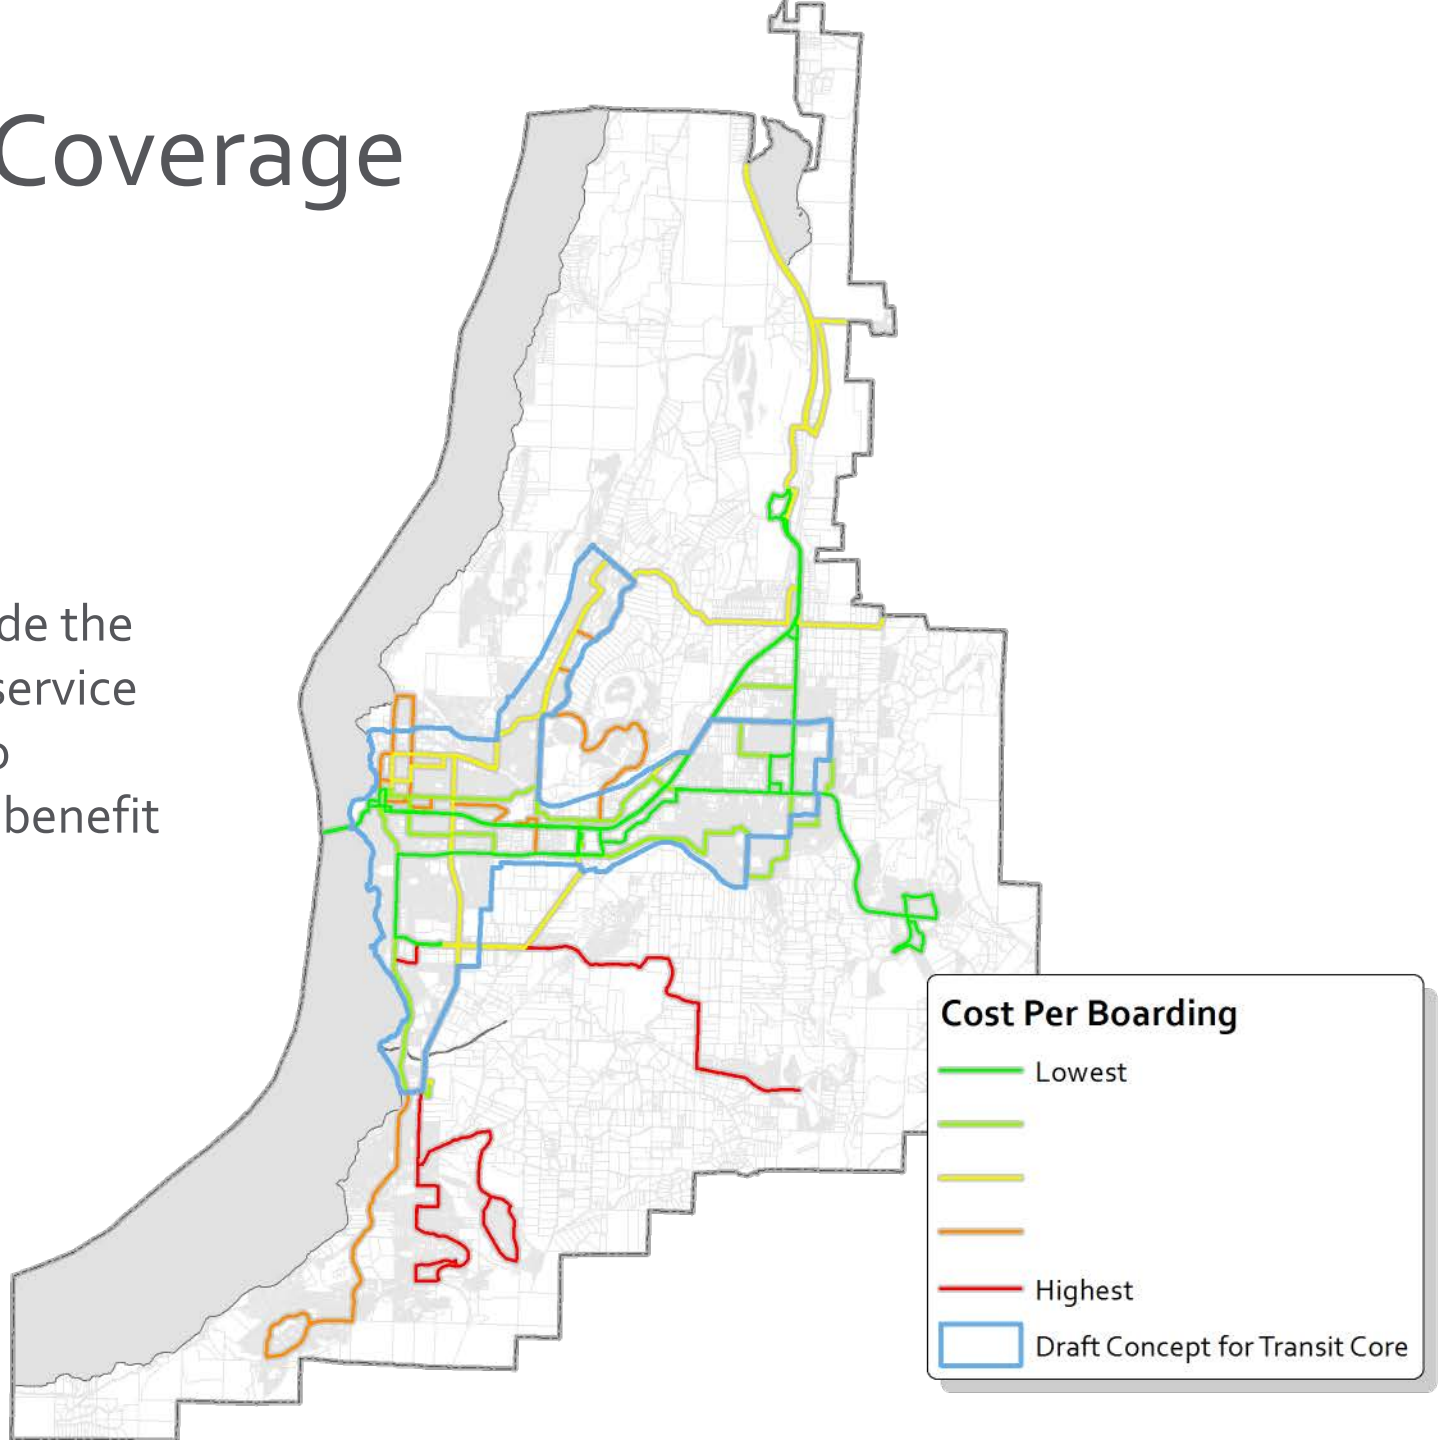 Coverage
de the
service
o
benefit
Cost Per Boarding
Lowest
Highest
Draft Concept for Transit Core